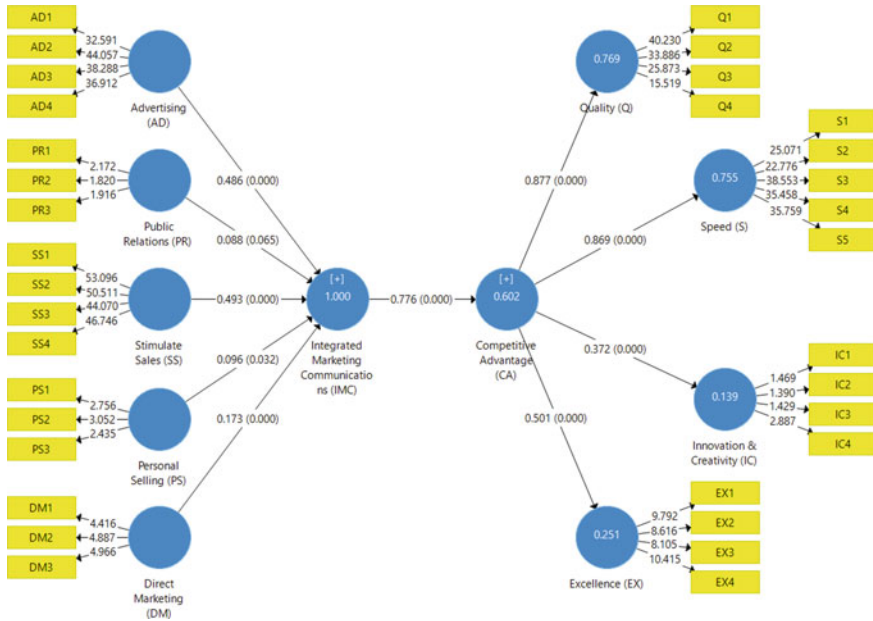 AD1
AD2
AD3
AD4
32.591
44.057
38.288
36.912
Advertising
(AD)
0.486 (0.000)
PR1
PR2
PR3
2.172
1.820
1.916
Public
Relations (PR)
0.088 (0.065)
SS1
SS2
SS3
SS4
53.096
50.511
44.070
46.746
Stimulate
Sales (SS)
0.493 (0.000)
PS1
PS2
PS3
2.756
3.052
2.435
Personal
Selling (PS)
0.096 (0.032)
DM1
DM2
DM3
4.416
4.887
4.966
Direct
Marketing
(DM)
0.173 (0.000)
[+]
1.000
Integrated
Marketing
Communicatio
ns (IMC)
0.776 (0.000)
[+]
0.602
Competitive
Advantage
(CA)
0.877 (0.000)
0.769
Quality (Q)
40.230
33.886
25.873
15.519
Q1
Q2
Q3
Q4
0.869 (0.000)
0.755
Speed (S)
25.071
22.776
38.553
35.458
35.759
S1
S2
S3
S4
S5
0.372 (0.000)
0.139
Innovation &
Creativity (IC)
1.469
1.390
1.429
2.887
IC1
IC2
IC3
IC4
0.501 (0.000)
0.251
Excellence (EX)
9.792
8.616
8.105
10.415
EX1
EX2
EX3
EX4